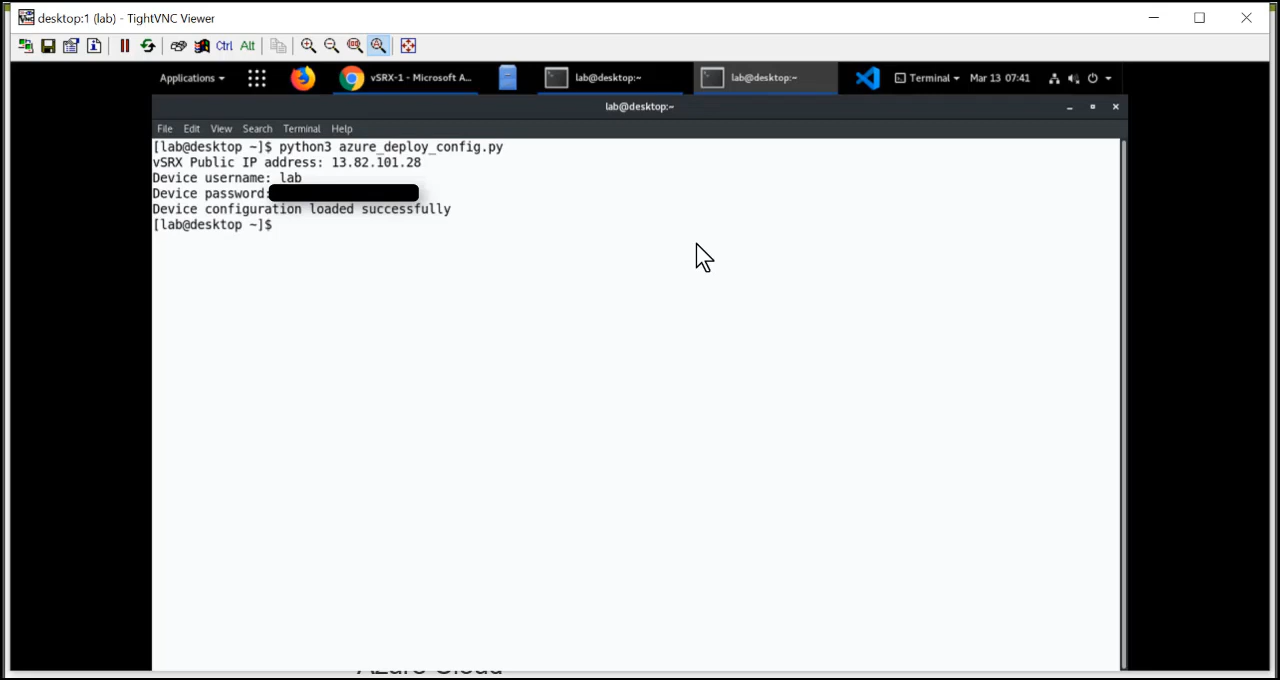 desktop:1 (lab) - TightVNC Viewer
Ctrl Alt
Applications
vSRX-1 - Microsoft A...
lab@desktop:~
lab@desktop:~
Terminal
Mar 13 07:41
lab@desktop:~
File Edit View Search Terminal Help
[lab@desktop ~]$ python3 azure_deploy_config.py
vSRX Public IP address: 13.82.101.28
Device username: lab
Device password:
Device configuration loaded successfully
[lab@desktop ~]$
Azure Cloud